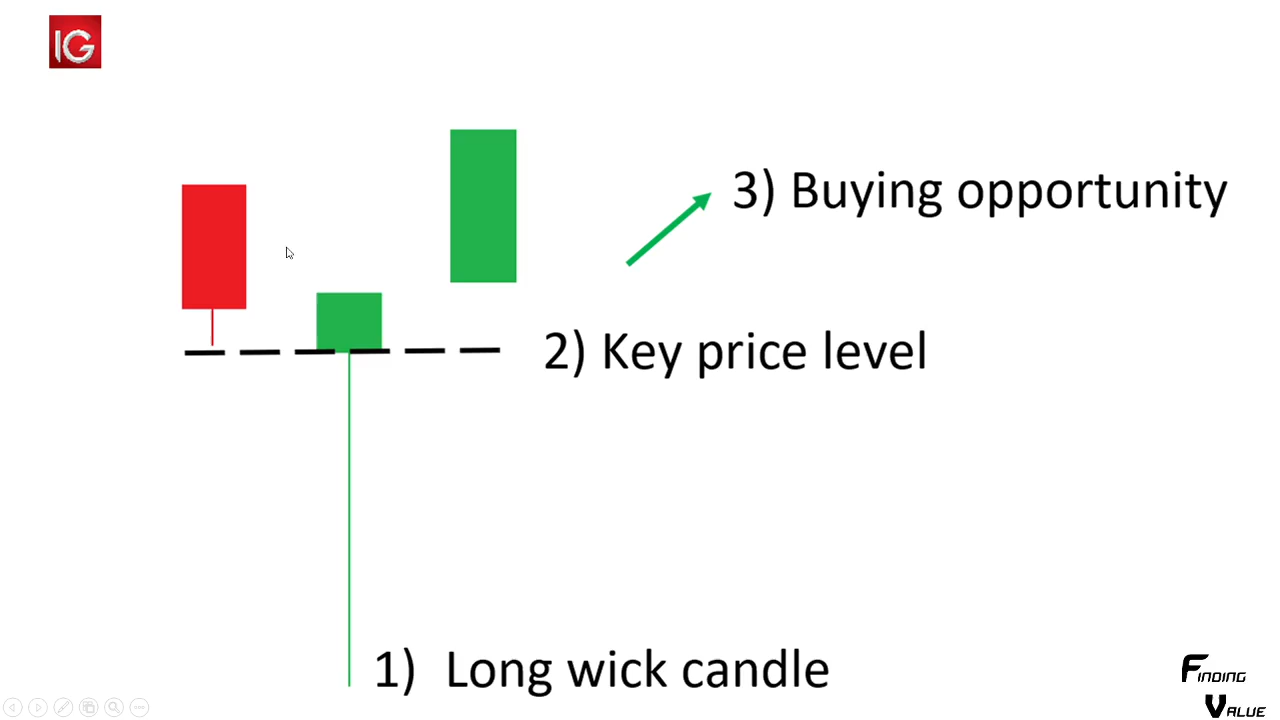 IG
3) Buying opportunity
2) Key price level
1) Long wick candle
FINDING
VALUE